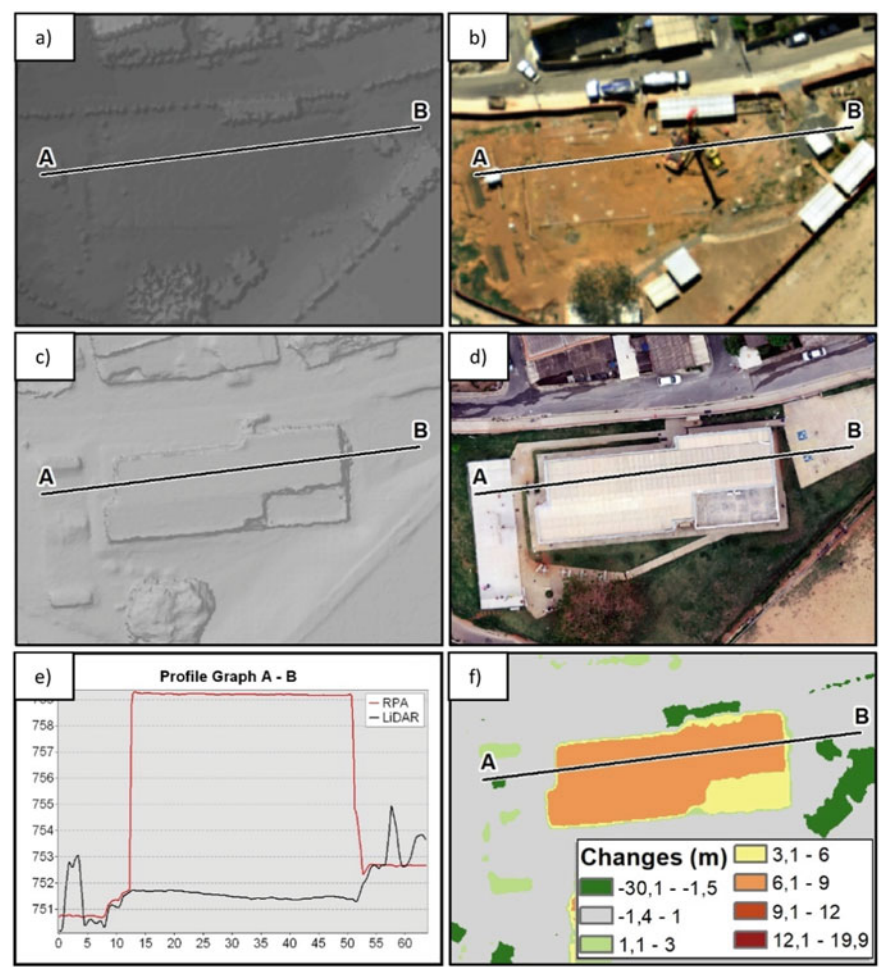 a)
A
B
b)
A
B
c)
A
B
d)
A
B
e)
Profile Graph A - B
RPA
LiDAR
758
757
756
755
754
753
752
751
0 5 10 15 20 25 30 35 40 45 50 55 60
f)
A
B
Changes (m)
-30,1 - -1,5
-1,4 - 1
1,1 - 3
3,1 - 6
6,1 - 9
9,1 - 12
12,1 - 19,9